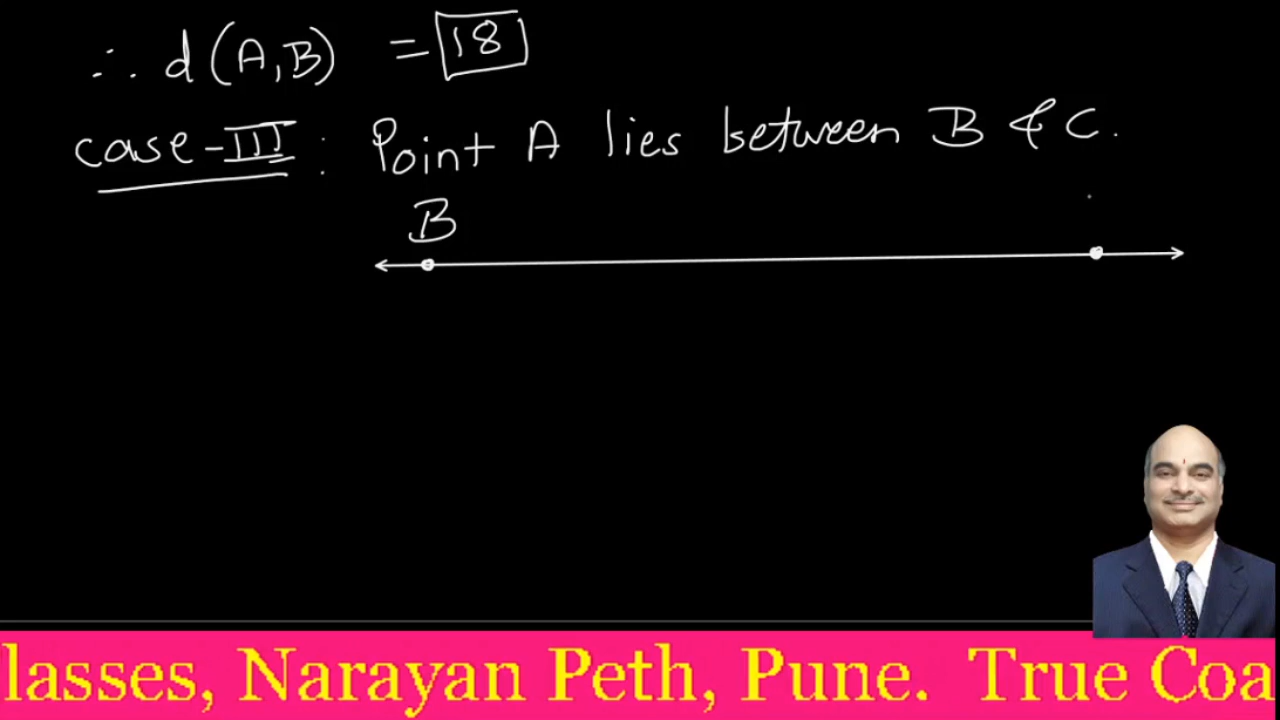 ∴ d(A,B) = 18
case-III : Point A lies between B & C.
B
lasses, Narayan Peth, Pune. True Coa